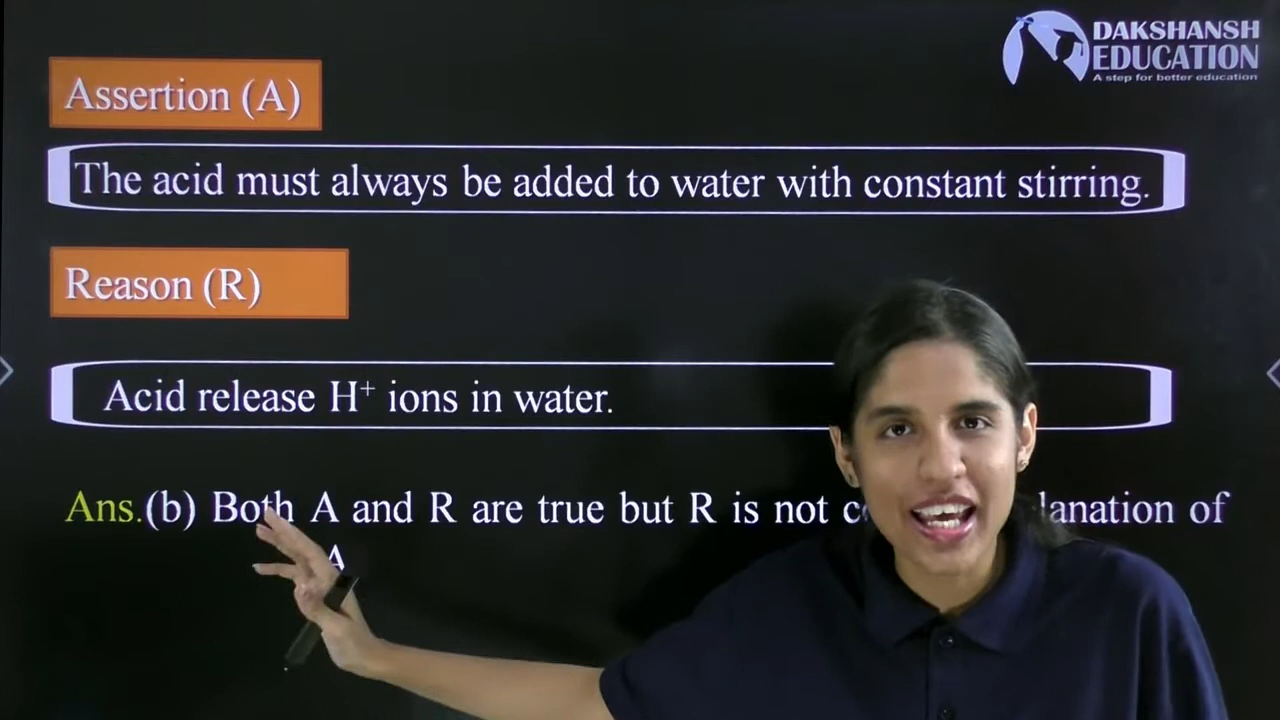 DAKSHANSH
EDUCATION
A step for better education
Assertion (A)
The acid must always be added to water with constant stirring.
Reason (R)
Acid release H⁺ ions in water.
Ans.(b) Both A and R are true but R is not of
A